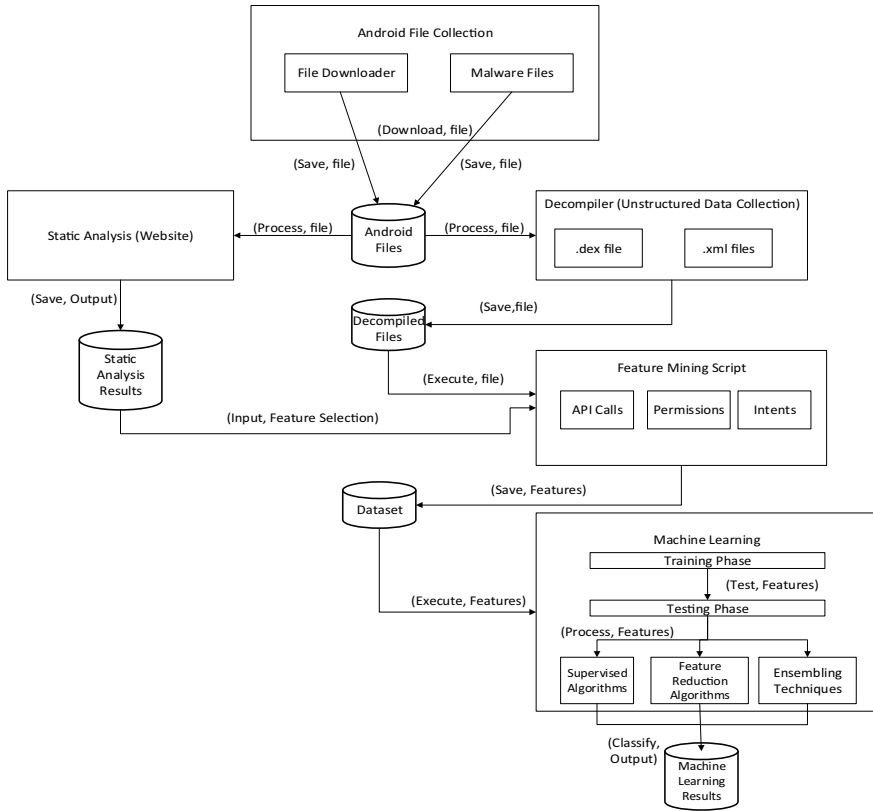 Android File Collection
File Downloader
Malware Files
(Download, file)
(Save, file)
(Save, file)
Static Analysis (Website)
(Process, file)
Android
Files
(Process, file)
Decompiler (Unstructured Data Collection)
.dex file
.xml files
(Save, Output)
(Save,file)
Decompiled
Files
Static
Analysis
Results
(Execute, file)
Feature Mining Script
API Calls
Permissions
Intents
(Input, Feature Selection)
(Save, Features)
Dataset
Machine Learning
Training Phase
(Test, Features)
(Execute, Features)
Testing Phase
(Process, Features)
Supervised
Algorithms
Feature
Reduction
Algorithms
Ensembling
Techniques
(Classify,
Output)
Machine
Learning
Results